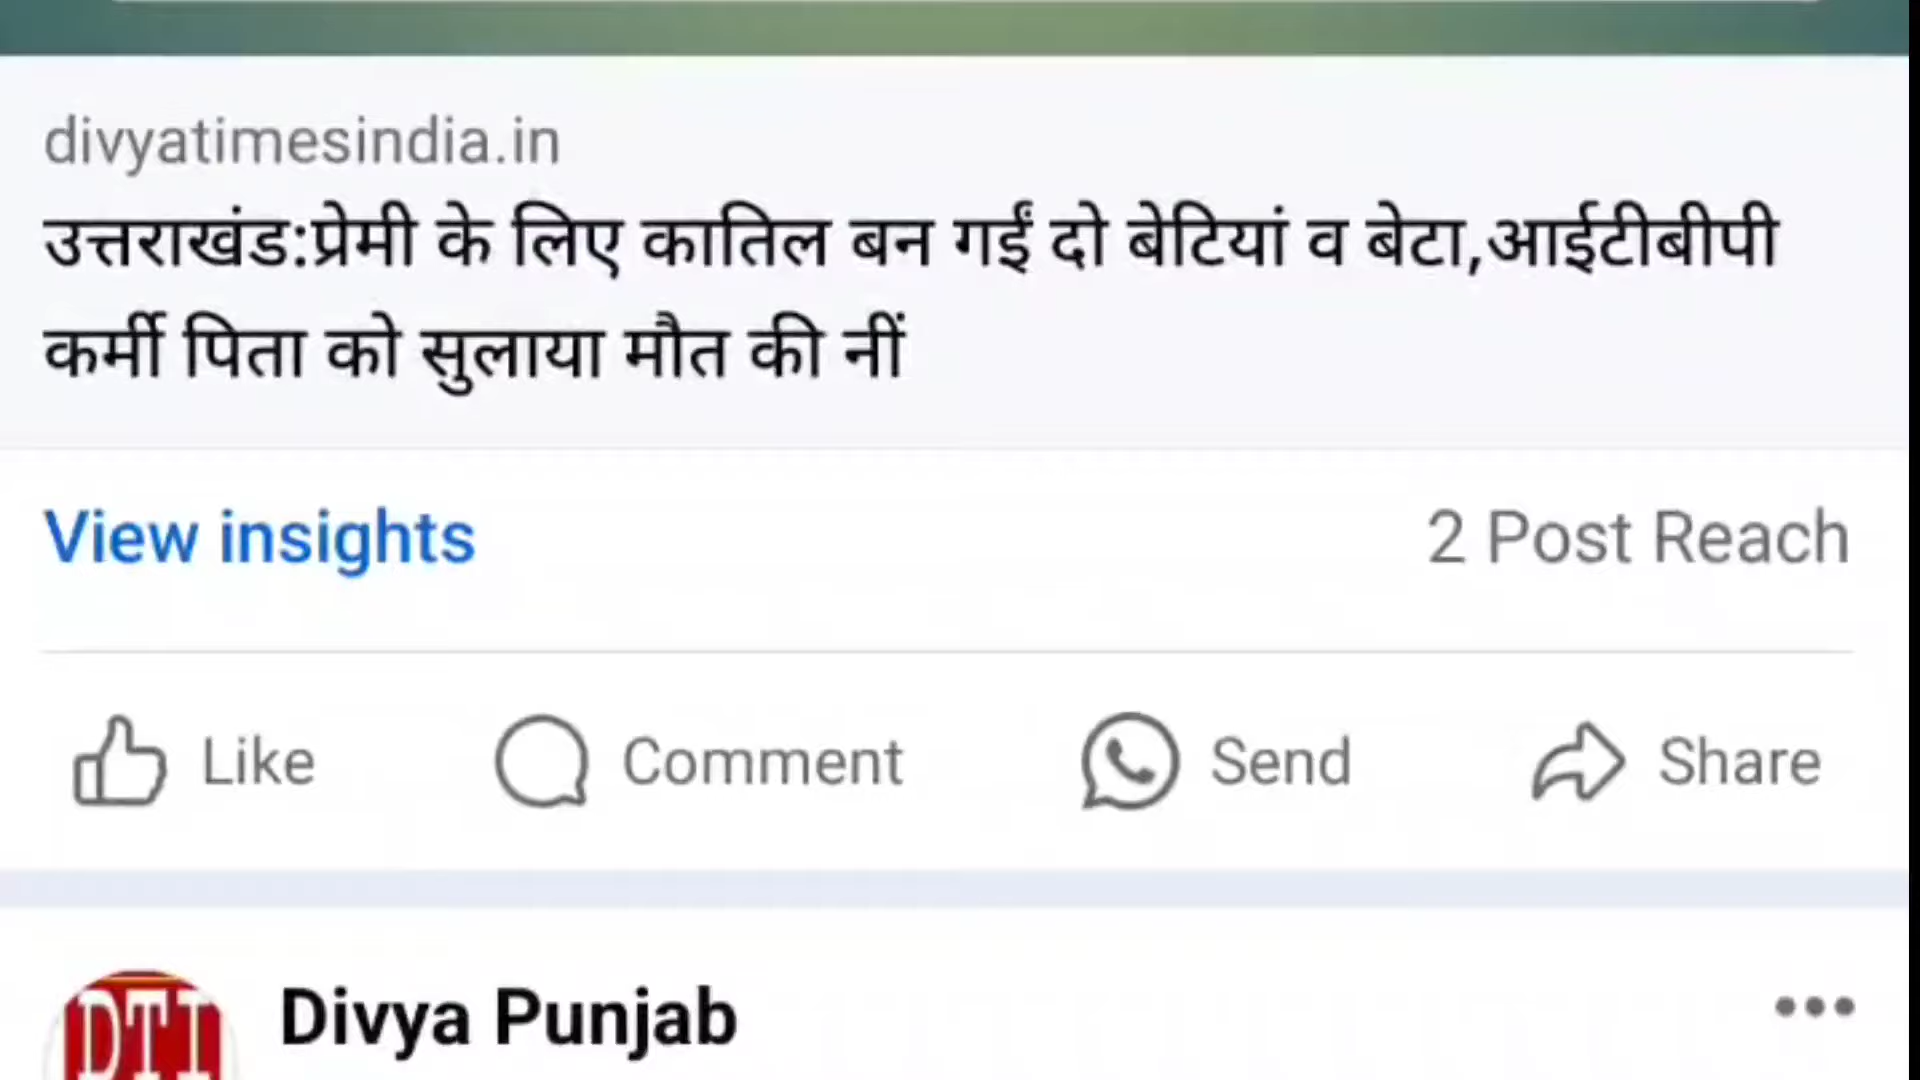 divyatimesindia.in
उत्तराखंड:प्रेमी के लिए कातिल बन गईं दो बेटियां व बेटा,आईटीबीपी
कर्मी पिता को सुलाया मौत की नीं
View insights
2 Post Reach
Like
Comment
Send
Share
DTI
Divya Punjab